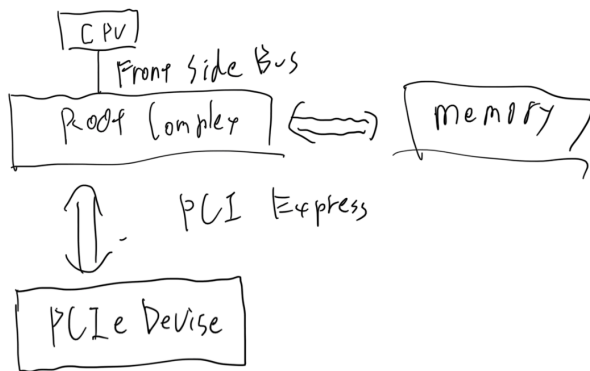 CPU
Front Side Bus
Root Complex
memory
PCI Express
PCIe Devise